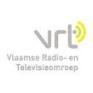 vrt
Vlaamse Radio- en
Televisieomroep